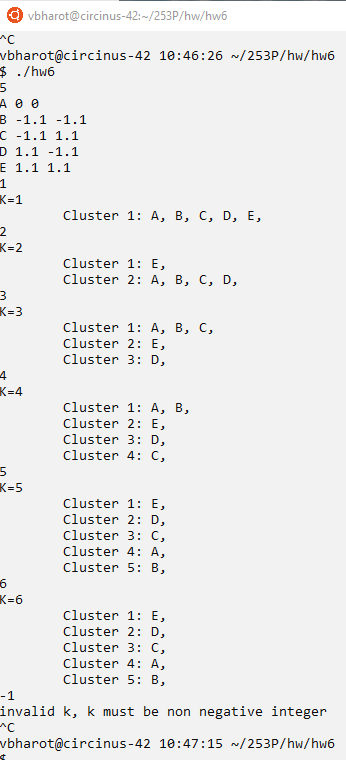 vbharot@circinus-42:~/253P/hw/hw6
^C
vbharot@circinus-42 10:46:26 ~/253P/hw/hw6
$ ./hw6
5
A 0 0
B -1.1 -1.1
C -1.1 1.1
D 1.1 -1.1
E 1.1 1.1
1
K=1
Cluster 1: A, B, C, D, E,
2
K=2
Cluster 1: E,
Cluster 2: A, B, C, D,
3
K=3
Cluster 1: A, B, C,
Cluster 2: E,
Cluster 3: D,
4
K=4
Cluster 1: A, B,
Cluster 2: E,
Cluster 3: D,
Cluster 4: C,
5
K=5
Cluster 1: E,
Cluster 2: D,
Cluster 3: C,
Cluster 4: A,
Cluster 5: B,
6
K=6
Cluster 1: E,
Cluster 2: D,
Cluster 3: C,
Cluster 4: A,
Cluster 5: B,
-1
invalid k, k must be non negative integer
^C
vbharot@circinus-42 10:47:15 ~/253P/hw/hw6
$